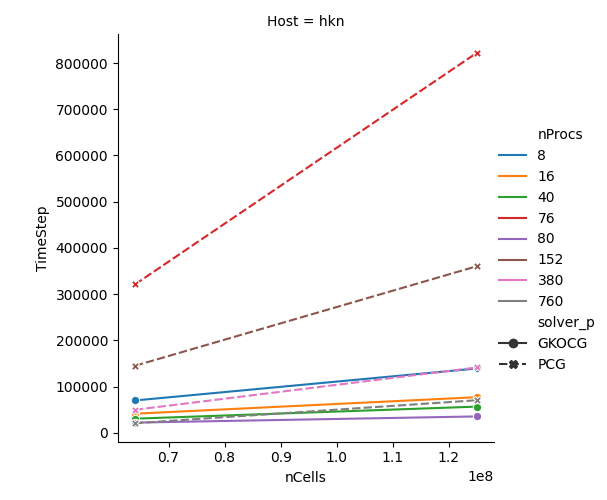 Host = hkn
800000
700000
600000
500000
400000
300000
200000
100000
0
TimeStep
0.7 0.8 0.9 1.0 1.1 1.2
1e8
nCells
nProcs
8
16
40
76
80
152
380
760
solver_p
GKOCG
PCG